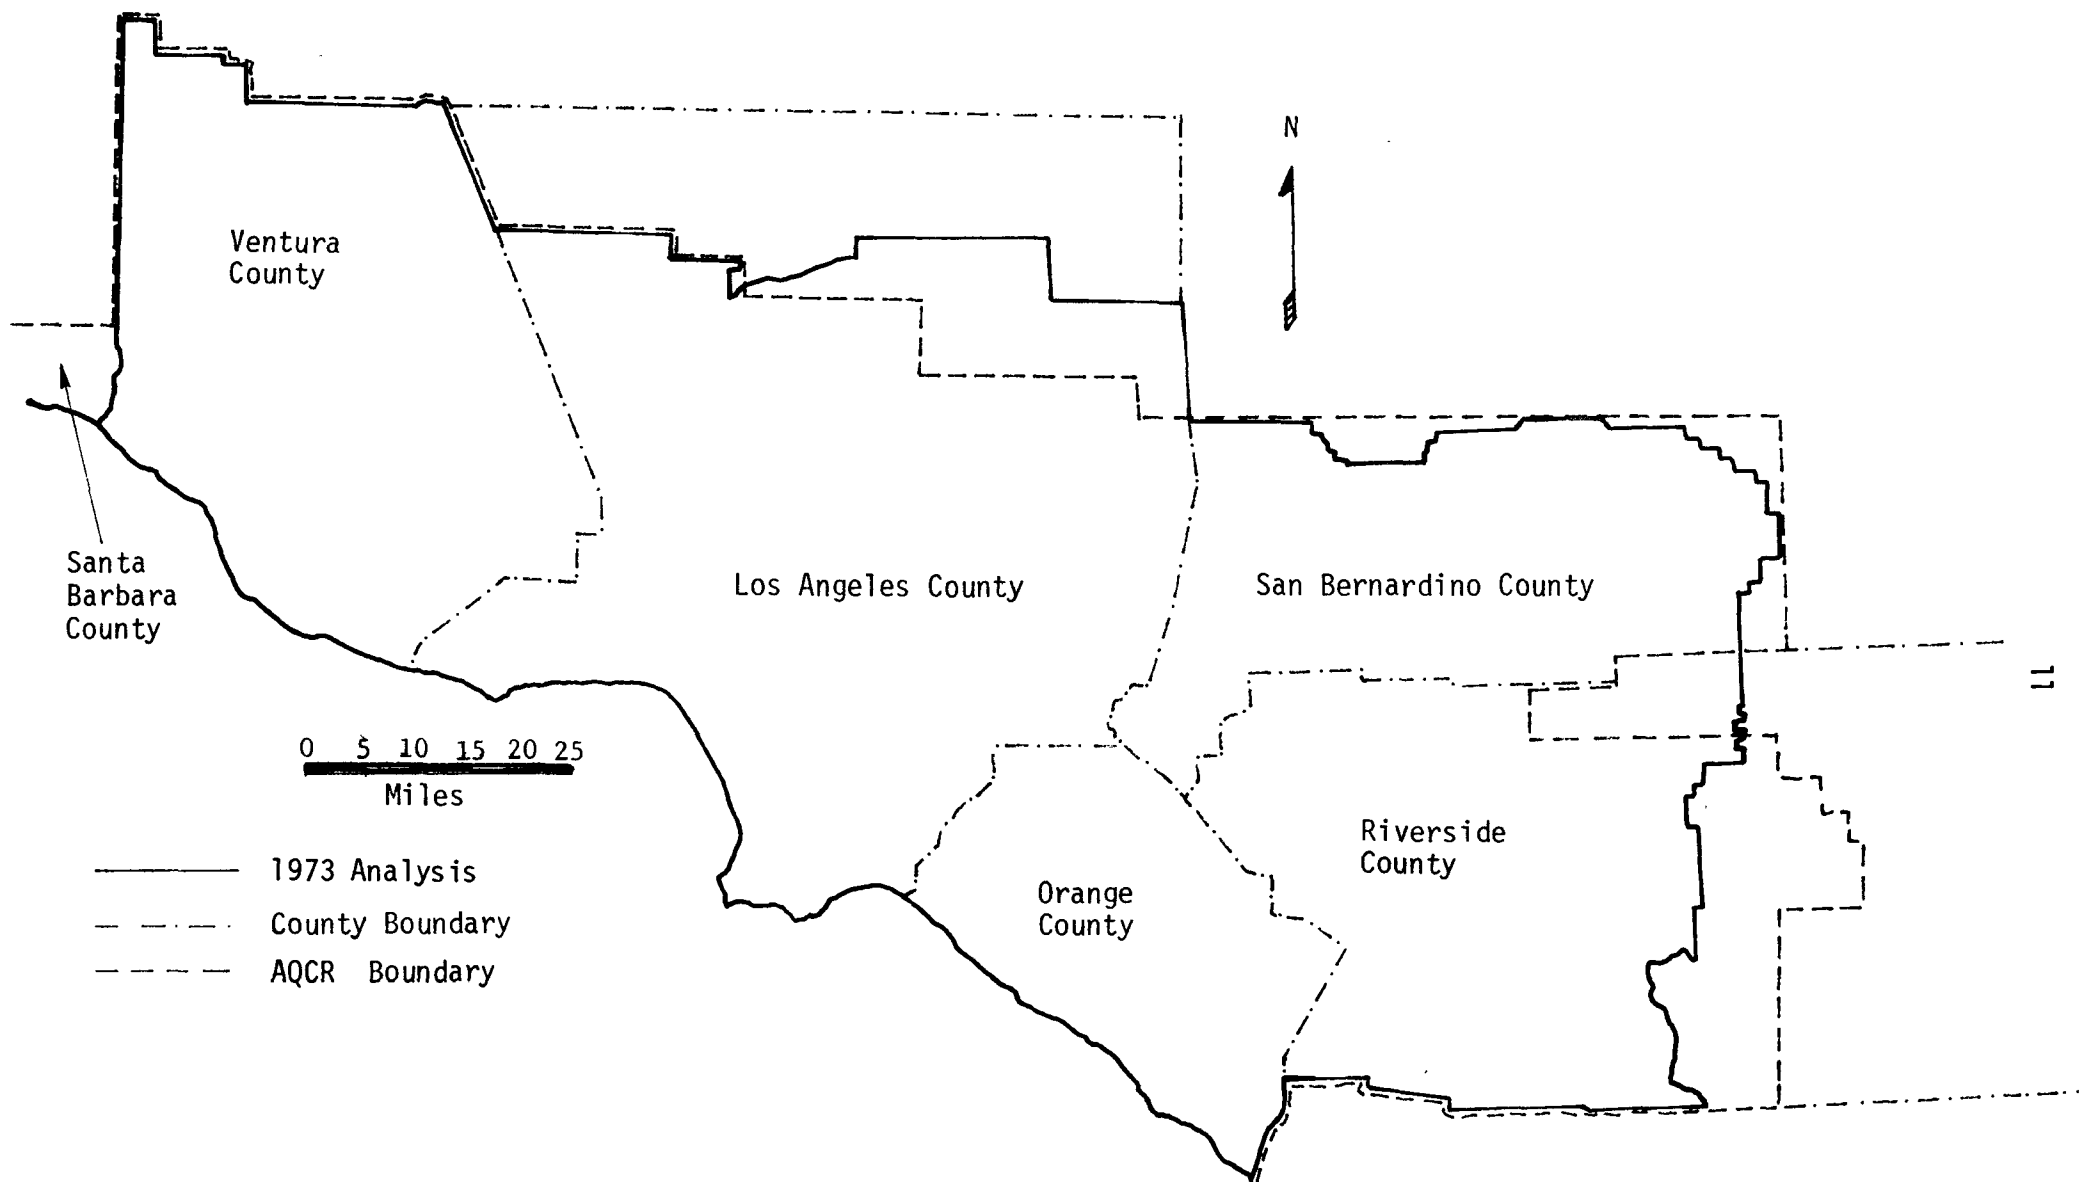 N
Ventura
County
Santa
Barbara
County
Los Angeles County
San Bernardino County
11
0 5 10 15 20 25
Miles
Riverside
County
Orange
County
1973 Analysis
County Boundary
AQCR Boundary